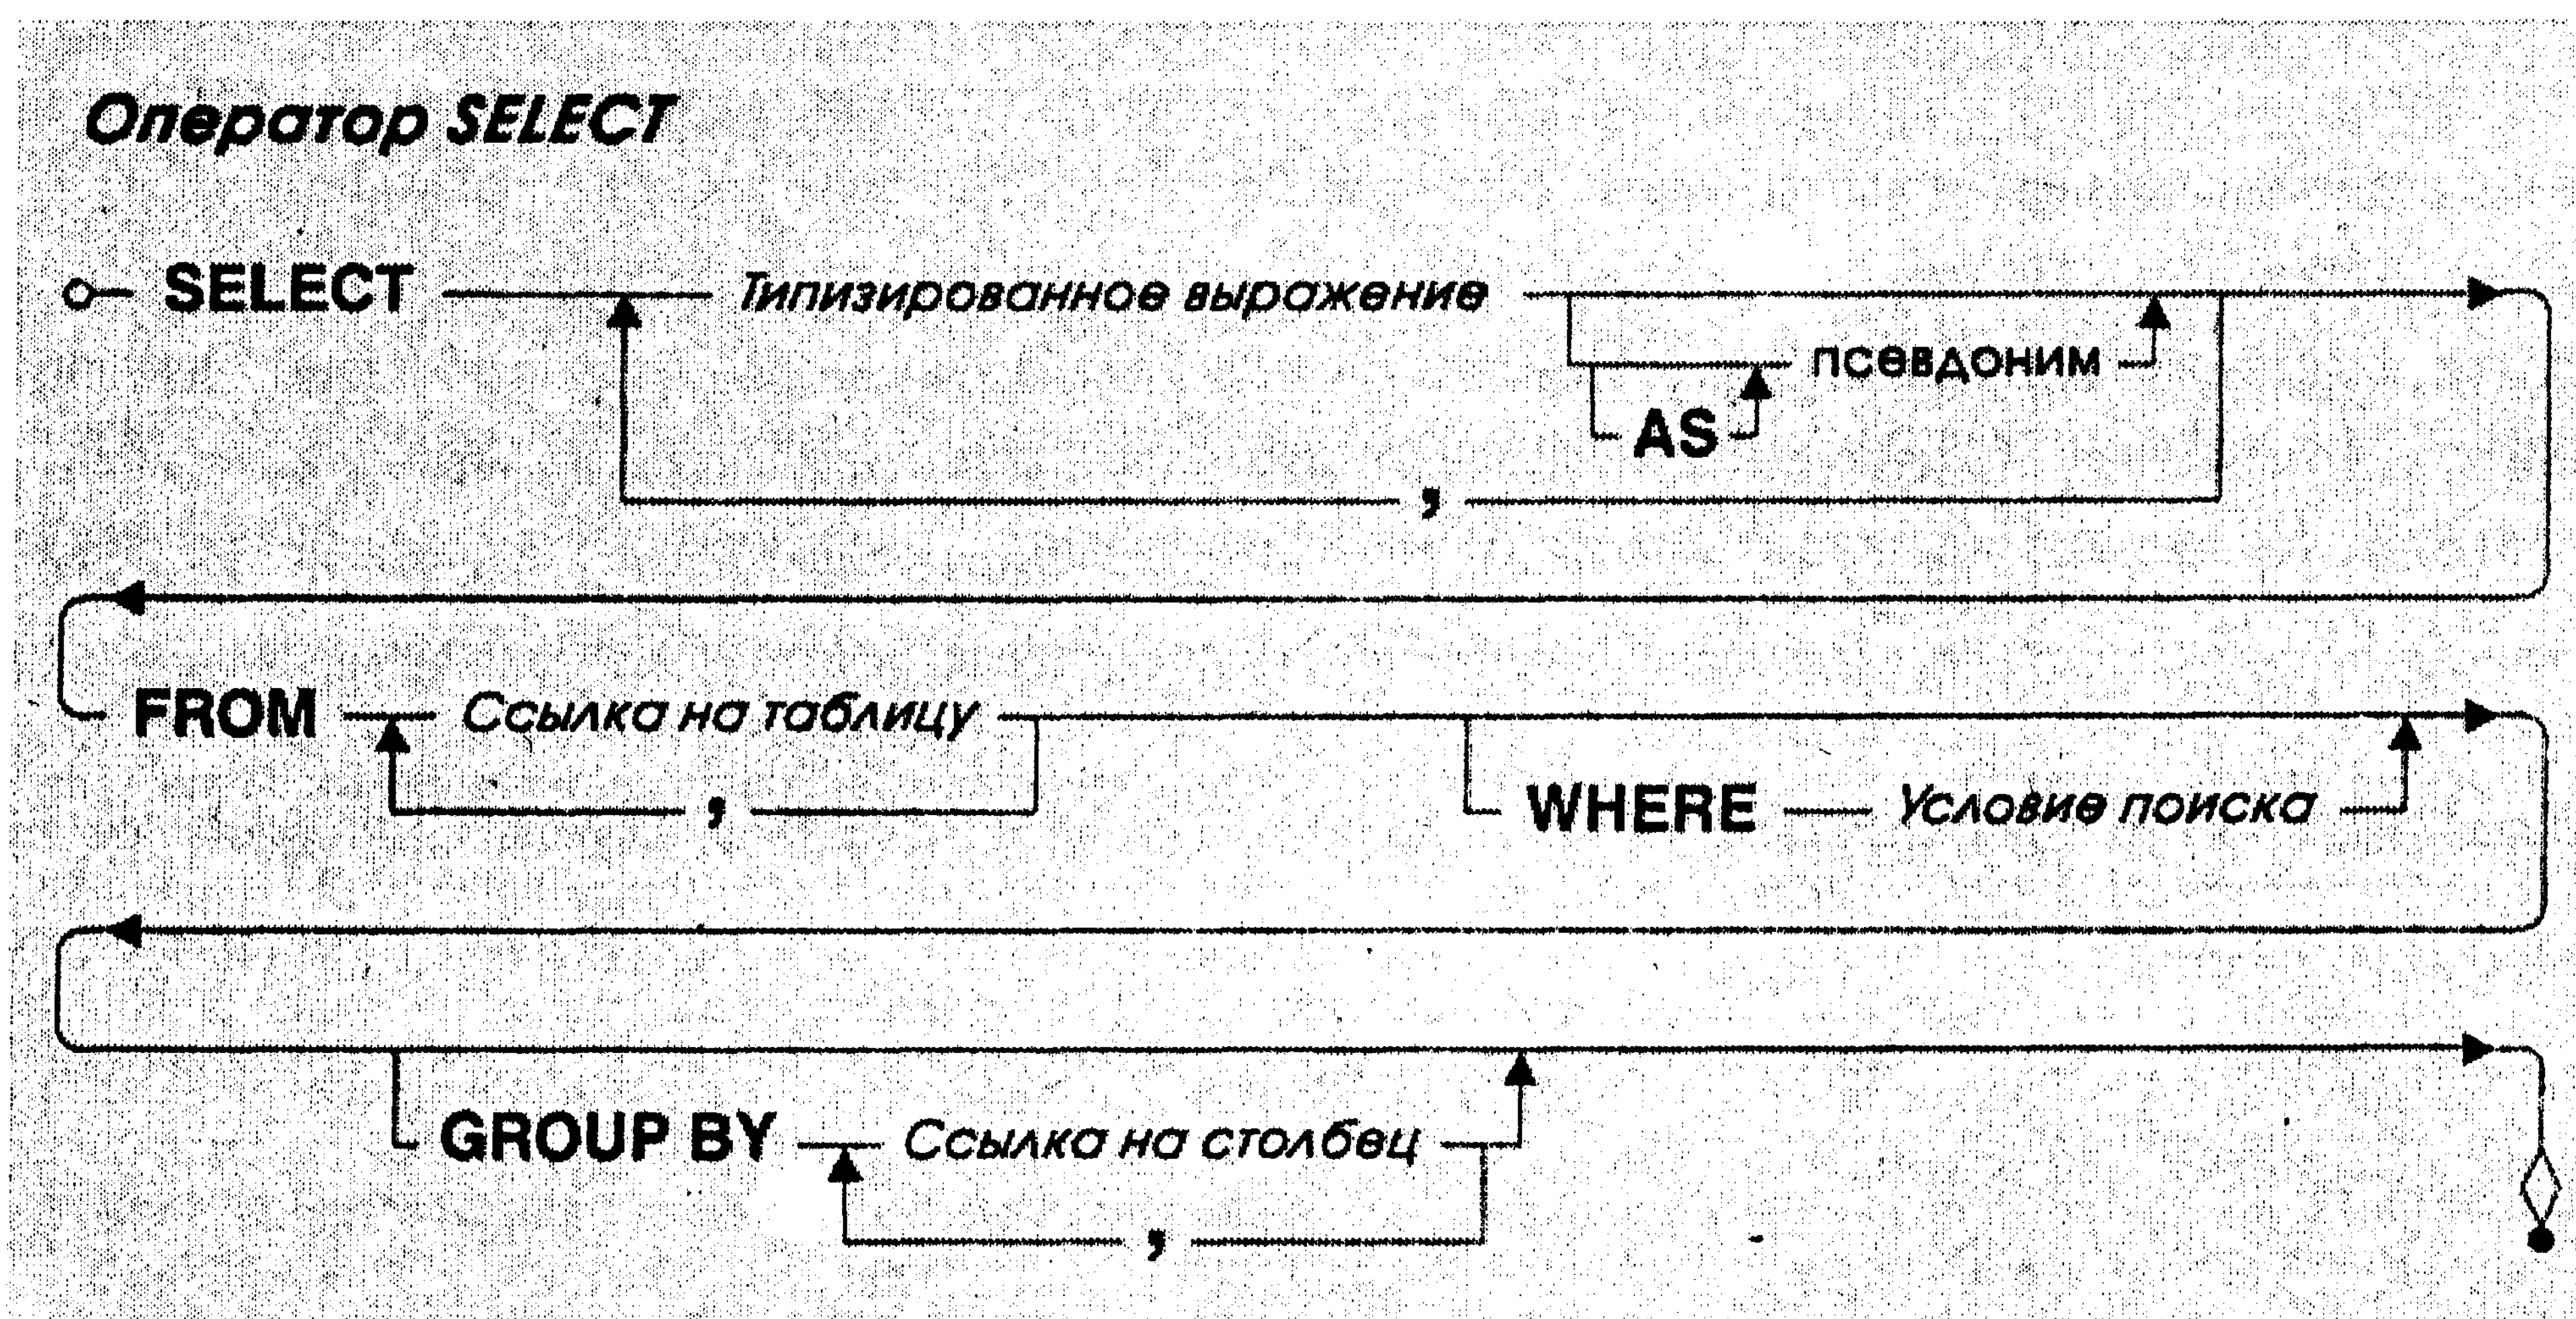 Оператор SELECT
SELECT Типизированное выражение
псевдоним
AS
,
FROM Ссылка на таблицу
, WHERE Условие поиска
GROUP BY Ссылка на столбец
,